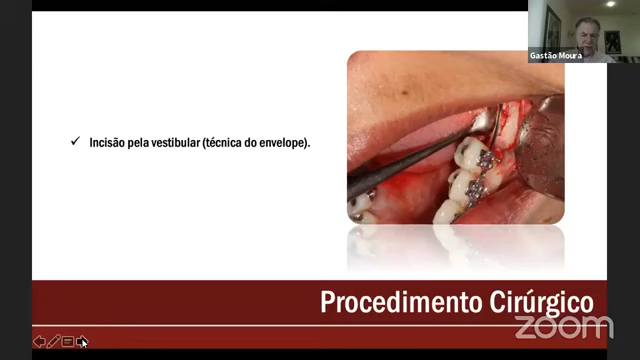 Gastão Moura
✓ Incisão pela vestibular (técnica do envelope).
Procedimento Cirúrgico
zoom